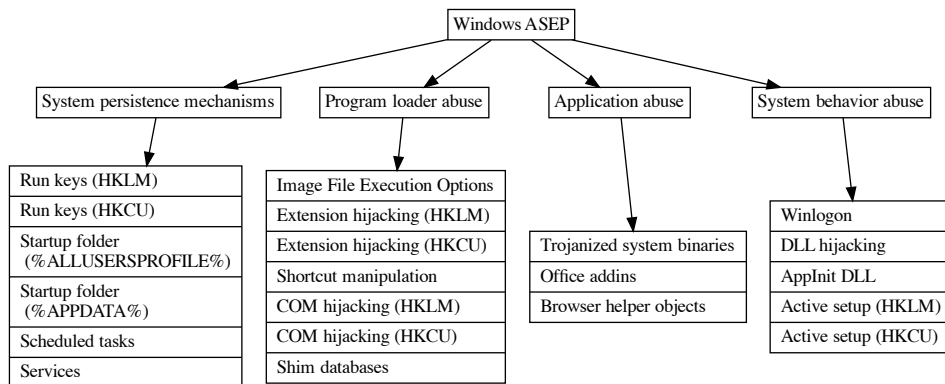 Windows ASEP
System persistence mechanisms
Program loader abuse
Application abuse
System behavior abuse
Run keys (HKLM)
Run keys (HKCU)
Startup folder
(%ALLUSERSPROFILE%)
Startup folder
(%APPDATA%)
Scheduled tasks
Services
Image File Execution Options
Extension hijacking (HKLM)
Extension hijacking (HKCU)
Shortcut manipulation
COM hijacking (HKLM)
COM hijacking (HKCU)
Shim databases
Trojanized system binaries
Office addins
Browser helper objects
Winlogon
DLL hijacking
AppInit DLL
Active setup (HKLM)
Active setup (HKCU)